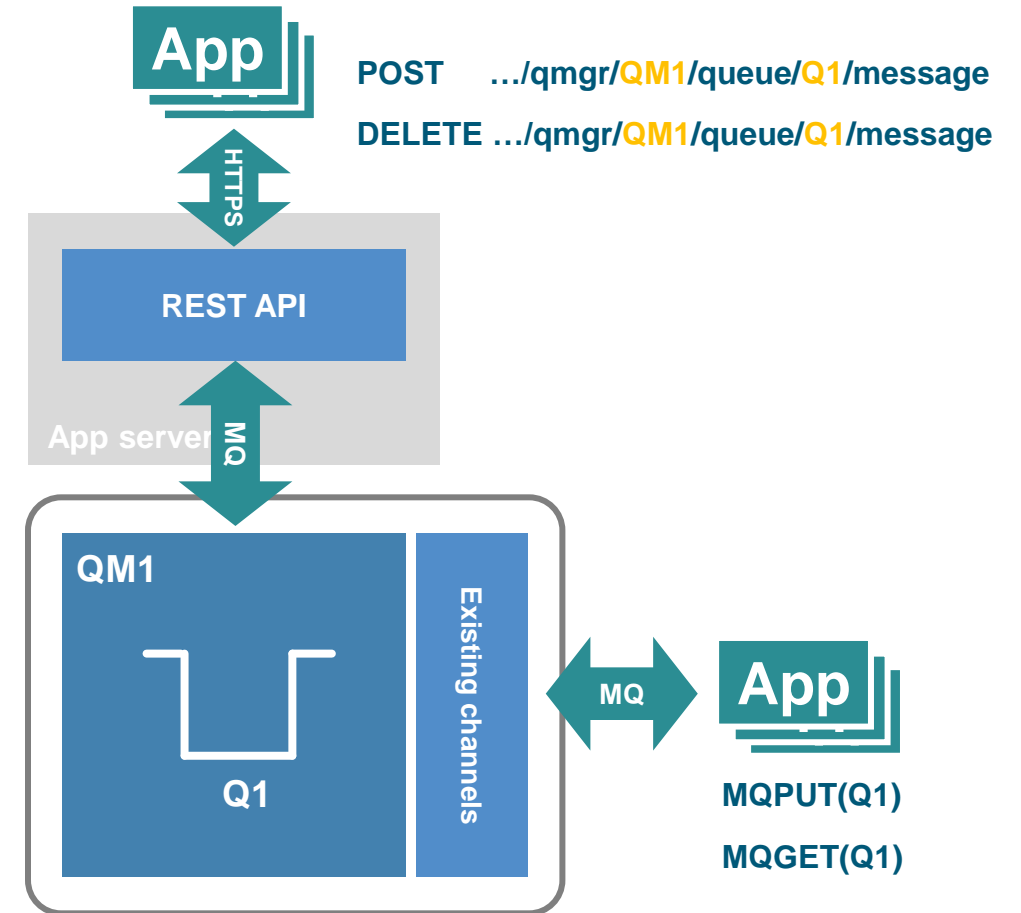 App
POST …/qmgr/QM1/queue/Q1/message
DELETE …/qmgr/QM1/queue/Q1/message
HTTPS
REST API
App server
MQ
QM1
Q1
Existing channels
MQ
App
MQPUT(Q1)
MQGET(Q1)